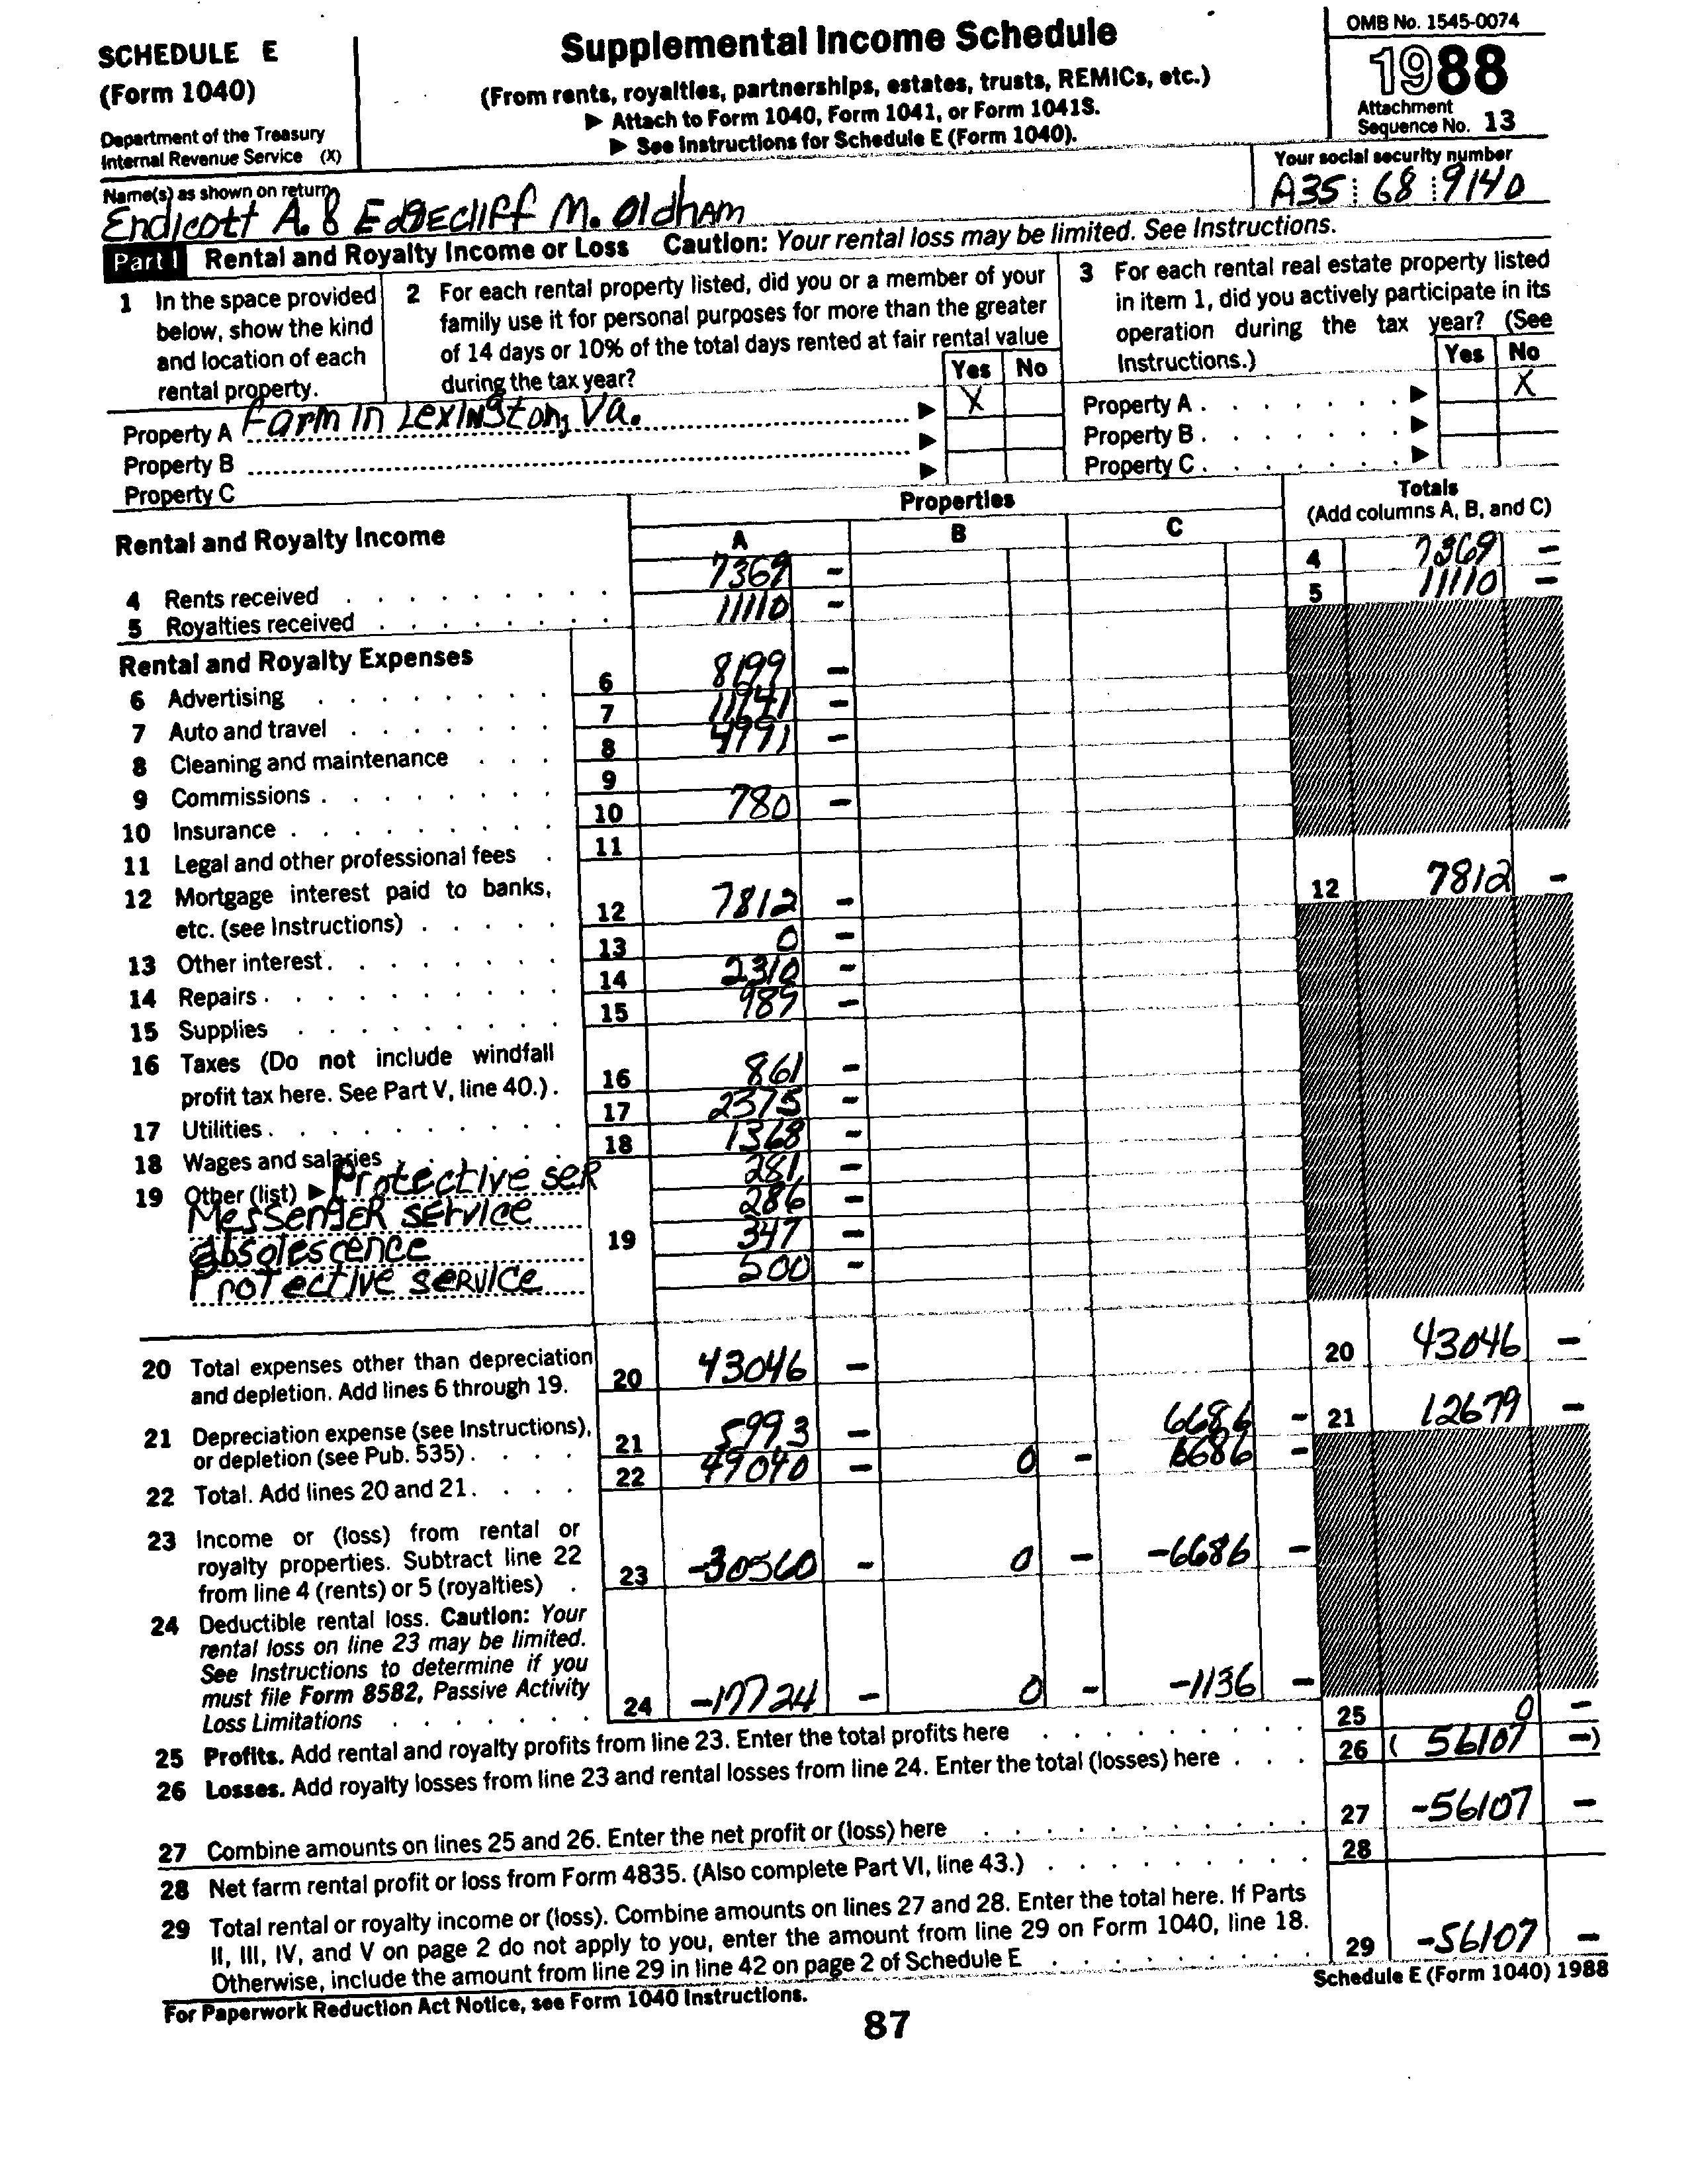 SCHEDULE E
(Form 1040)
Department of the Treasury
Internal Revenue Service (X)
Supplemental Income Schedule
(From rents, royalties, partnerships, estates, trusts, REMICs, etc.)
▶ Attach to Form 1040, Form 1041, or Form 1041S.
▶ See Instructions for Schedule E (Form 1040).
OMB No. 1545-0074
1988
Attachment
Sequence No. 13
Name(s) as shown on return
Endicott A. & Edgecliff M. Oldham
Your social security number
A35 68 9140
Part I Rental and Royalty Income or Loss Caution: Your rental loss may be limited. See Instructions.
1 In the space provided
below, show the kind
and location of each
rental property.
2 For each rental property listed, did you or a member of your
family use it for personal purposes for more than the greater
of 14 days or 10% of the total days rented at fair rental value
during the tax year?
Yes No
3 For each rental real estate property listed
in item 1, did you actively participate in its
operation during the tax year? (See
Instructions.)
Yes No
Property A Farm in Lexington, Va. ▶ X
Property B ▶
Property C ▶
Property A ▶ X
Property B ▶
Property C ▶
Properties
Totals
(Add columns A, B, and C)
Rental and Royalty Income
A B C
4 Rents received 7369 – 4 7369 –
5 Royalties received 11110 – 5 11110 –
Rental and Royalty Expenses
6 Advertising 6 8199 –
7 Auto and travel 7 11741 –
8 Cleaning and maintenance 8 4991 –
9 Commissions 9
10 Insurance 10 780 –
11 Legal and other professional fees 11
12 Mortgage interest paid to banks,
etc. (see Instructions) 12 7812 – 12 7812 –
13 Other interest 13 0 –
14 Repairs 14 2310 –
15 Supplies 15 985 –
16 Taxes (Do not include windfall
profit tax here. See Part V, line 40.) 16 861 –
17 Utilities 17 2375 –
18 Wages and salaries 18 1368 –
19 Other (list) ▶ Protective ser 281 –
Messenger service 286 –
absolescence 19 347 –
Protective service 500 –
20 Total expenses other than depreciation
and depletion. Add lines 6 through 19. 20 43046 – 20 43046 –
21 Depreciation expense (see Instructions),
or depletion (see Pub. 535) 21 5993 – 6686 – 21 12679 –
22 Total. Add lines 20 and 21 22 49040 – 0 – 6686 –
23 Income or (loss) from rental or
royalty properties. Subtract line 22
from line 4 (rents) or 5 (royalties) 23 -30560 – 0 – -6686 –
24 Deductible rental loss. Caution: Your
rental loss on line 23 may be limited.
See Instructions to determine if you
must file Form 8582, Passive Activity
Loss Limitations 24 -17724 – 0 – -1136 –
25 Profits. Add rental and royalty profits from line 23. Enter the total profits here 25 0 –
26 Losses. Add royalty losses from line 23 and rental losses from line 24. Enter the total (losses) here 26 ( 56107 –)
27 Combine amounts on lines 25 and 26. Enter the net profit or (loss) here 27 -56107 –
28 Net farm rental profit or loss from Form 4835. (Also complete Part VI, line 43.) 28
29 Total rental or royalty income or (loss). Combine amounts on lines 27 and 28. Enter the total here. If Parts
II, III, IV, and V on page 2 do not apply to you, enter the amount from line 29 on Form 1040, line 18.
Otherwise, include the amount from line 29 in line 42 on page 2 of Schedule E 29 -56107 –
For Paperwork Reduction Act Notice, see Form 1040 Instructions.
Schedule E (Form 1040) 1988
87